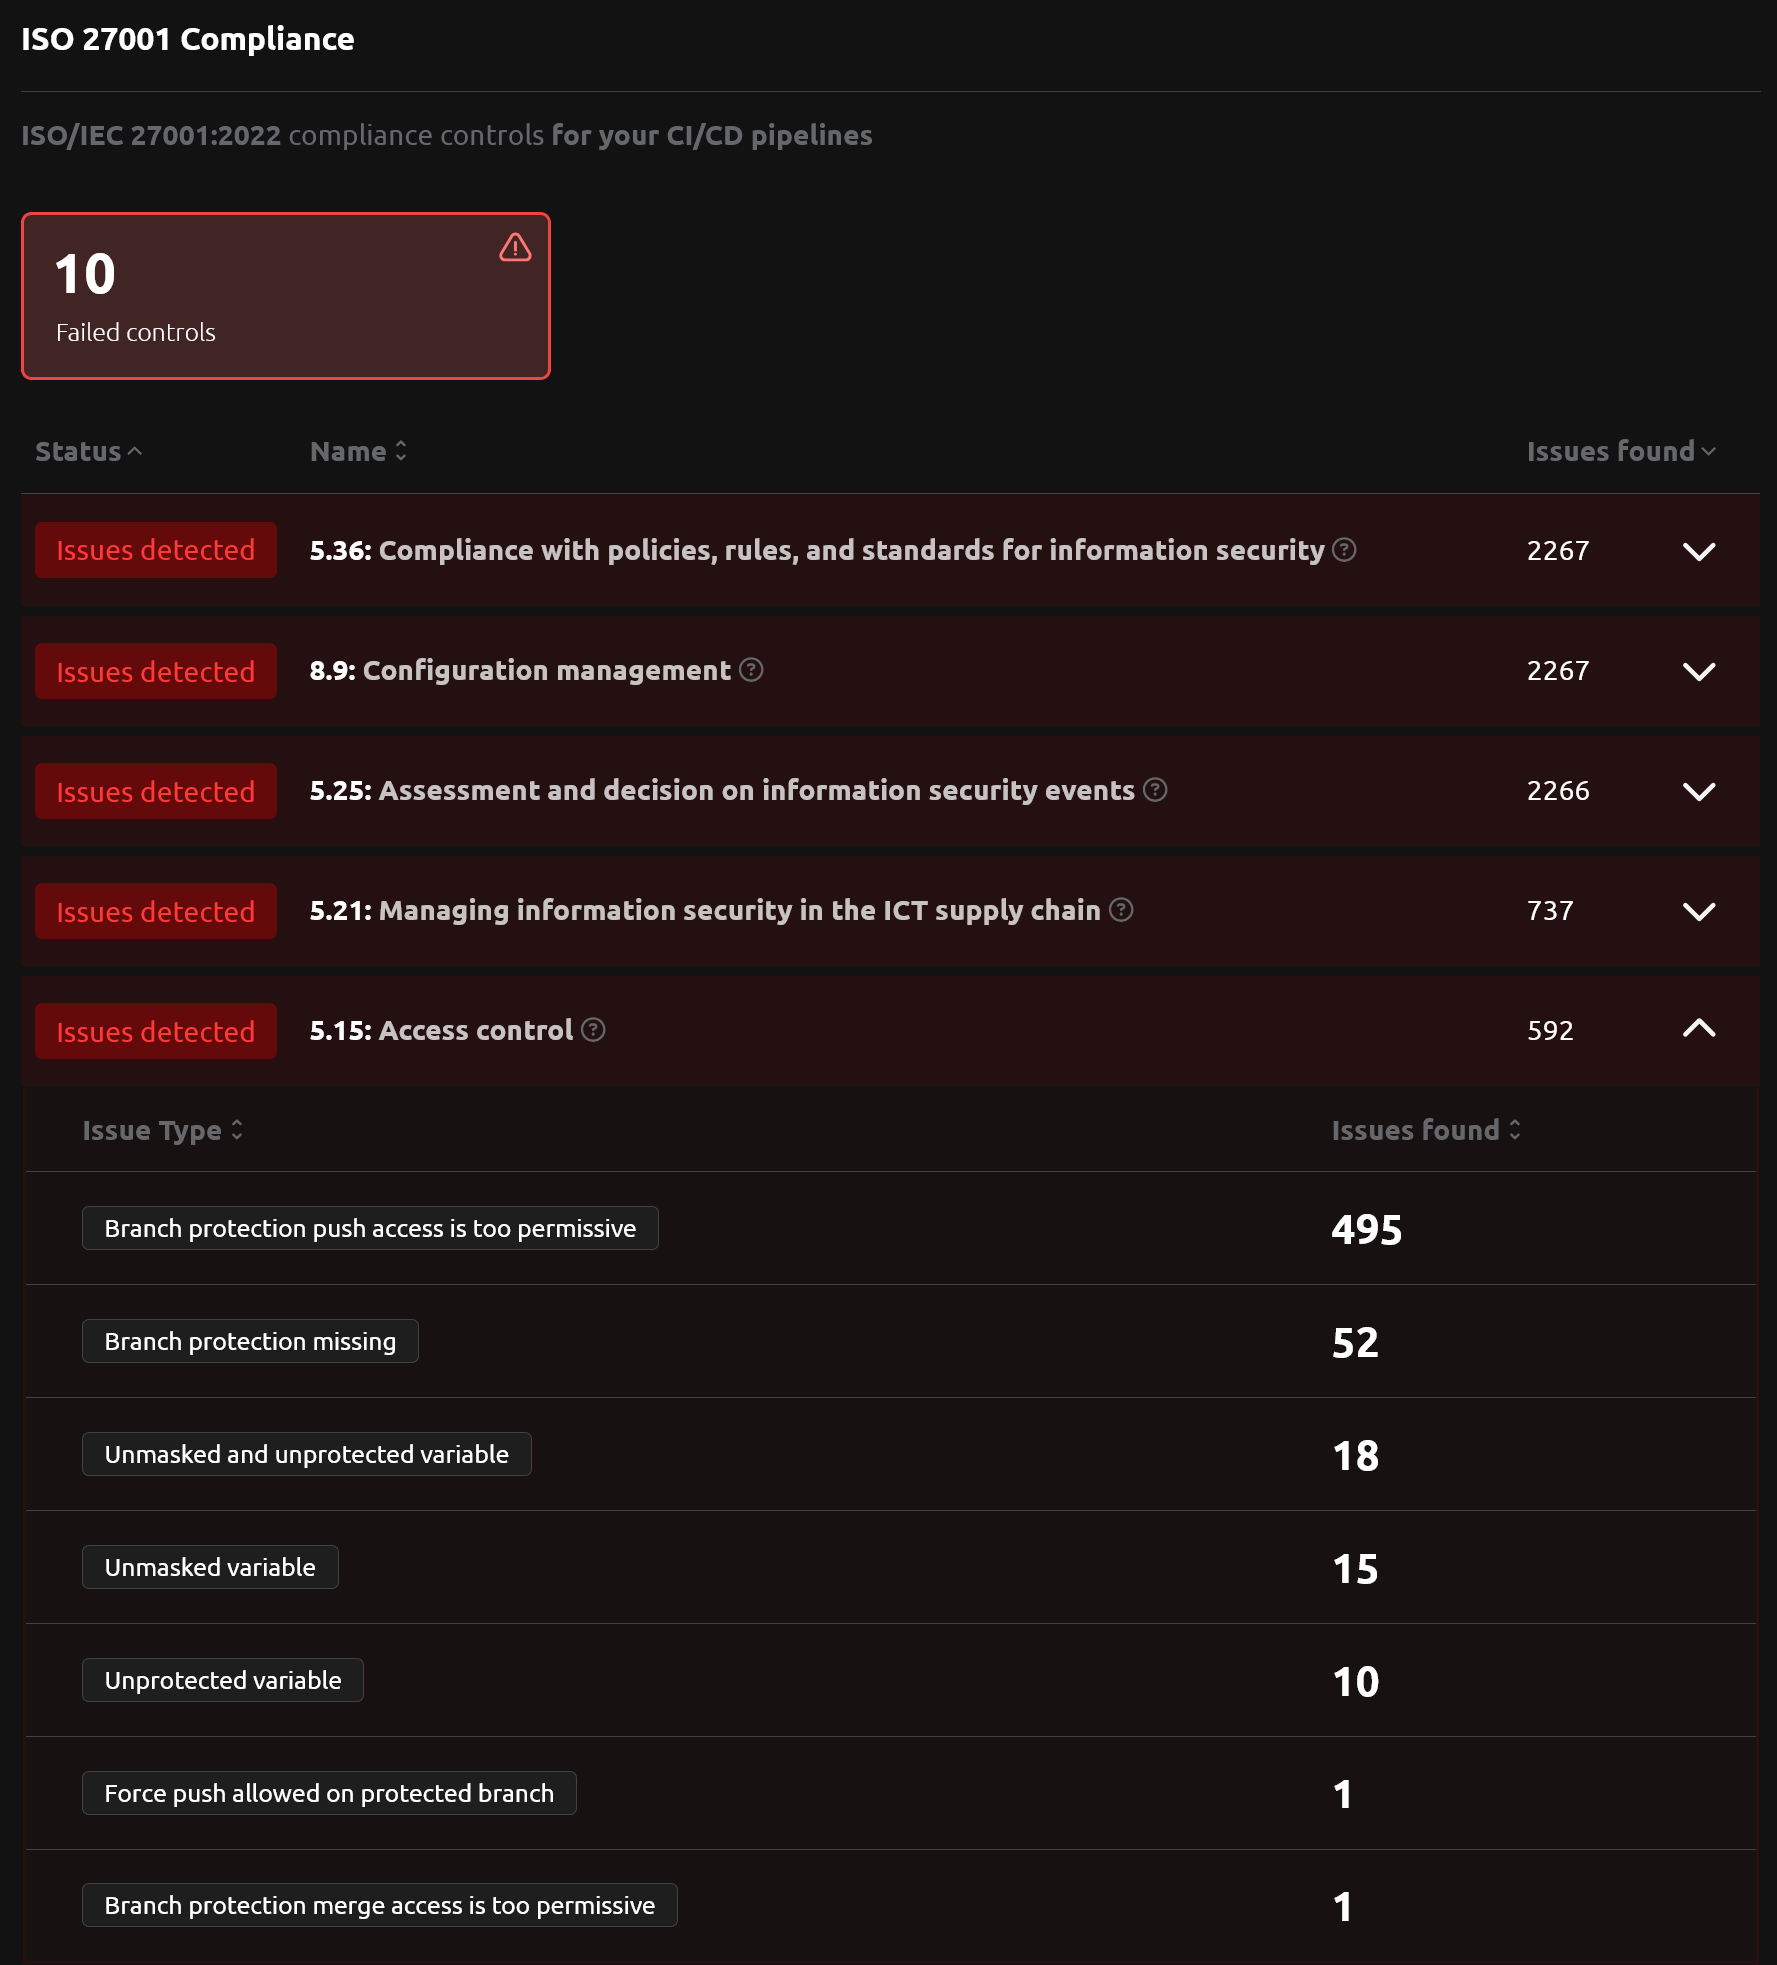 ISO 27001 Compliance
ISO/IEC 27001:2022 compliance controls for your CI/CD pipelines
10
Failed controls
Status Name Issues found
Issues detected 5.36: Compliance with policies, rules, and standards for information security 2267
Issues detected 8.9: Configuration management 2267
Issues detected 5.25: Assessment and decision on information security events 2266
Issues detected 5.21: Managing information security in the ICT supply chain 737
Issues detected 5.15: Access control 592
Issue Type Issues found
Branch protection push access is too permissive 495
Branch protection missing 52
Unmasked and unprotected variable 18
Unmasked variable 15
Unprotected variable 10
Force push allowed on protected branch 1
Branch protection merge access is too permissive 1